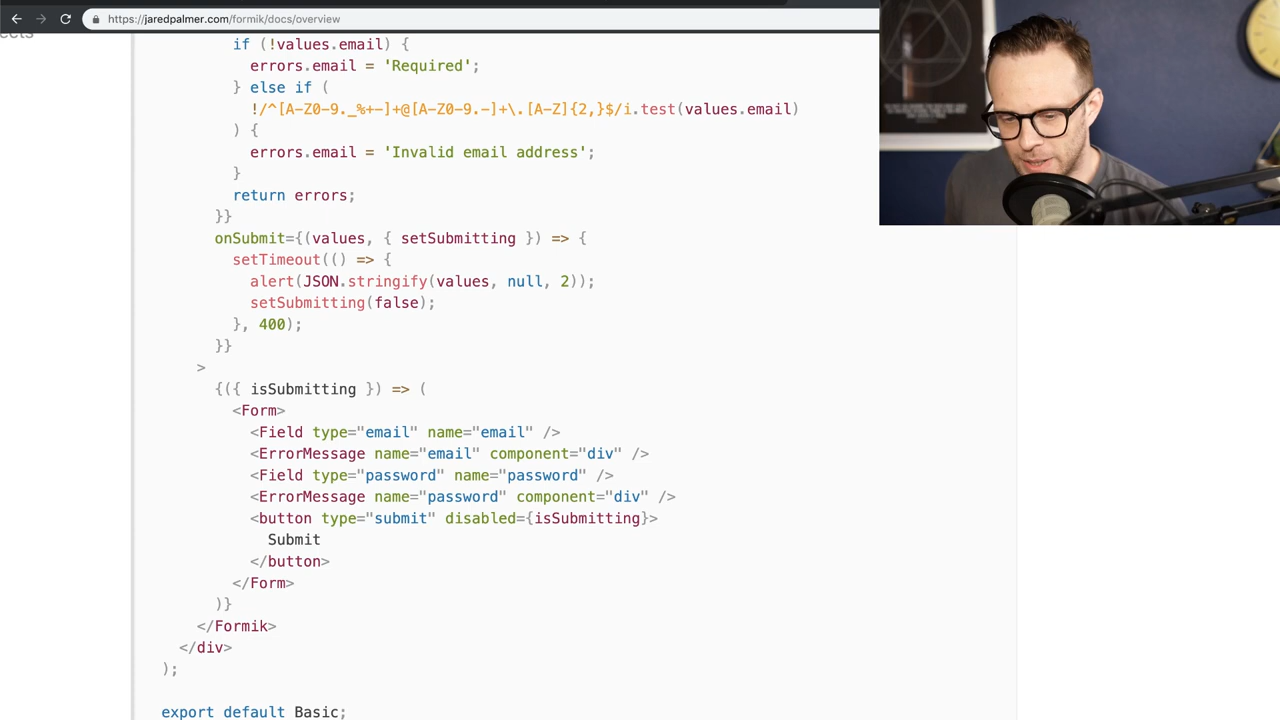 https://jaredpalmer.com/formik/docs/overview
ects
if (!values.email) {
errors.email = 'Required';
} else if (
!/^[A-Z0-9._%+-]+@[A-Z0-9.-]+\.[A-Z]{2,}$/i.test(values.email)
) {
errors.email = 'Invalid email address';
}
return errors;
}}
onSubmit={(values, { setSubmitting }) => {
setTimeout(() => {
alert(JSON.stringify(values, null, 2));
setSubmitting(false);
}, 400);
}}
>
{({ isSubmitting }) => (
<Form>
<Field type="email" name="email" />
<ErrorMessage name="email" component="div" />
<Field type="password" name="password" />
<ErrorMessage name="password" component="div" />
<button type="submit" disabled={isSubmitting}>
Submit
</button>
</Form>
)}
</Formik>
</div>
);
export default Basic;